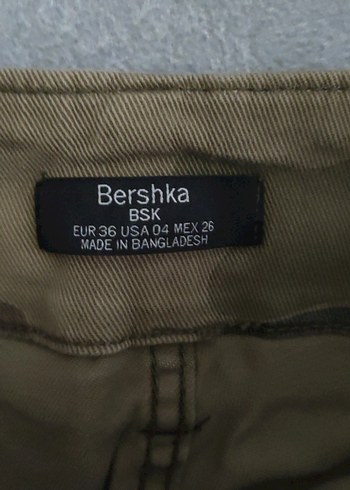 Bershka
BSK
EUR 36 USA 04 MEX 26
MADE IN BANGLADESH